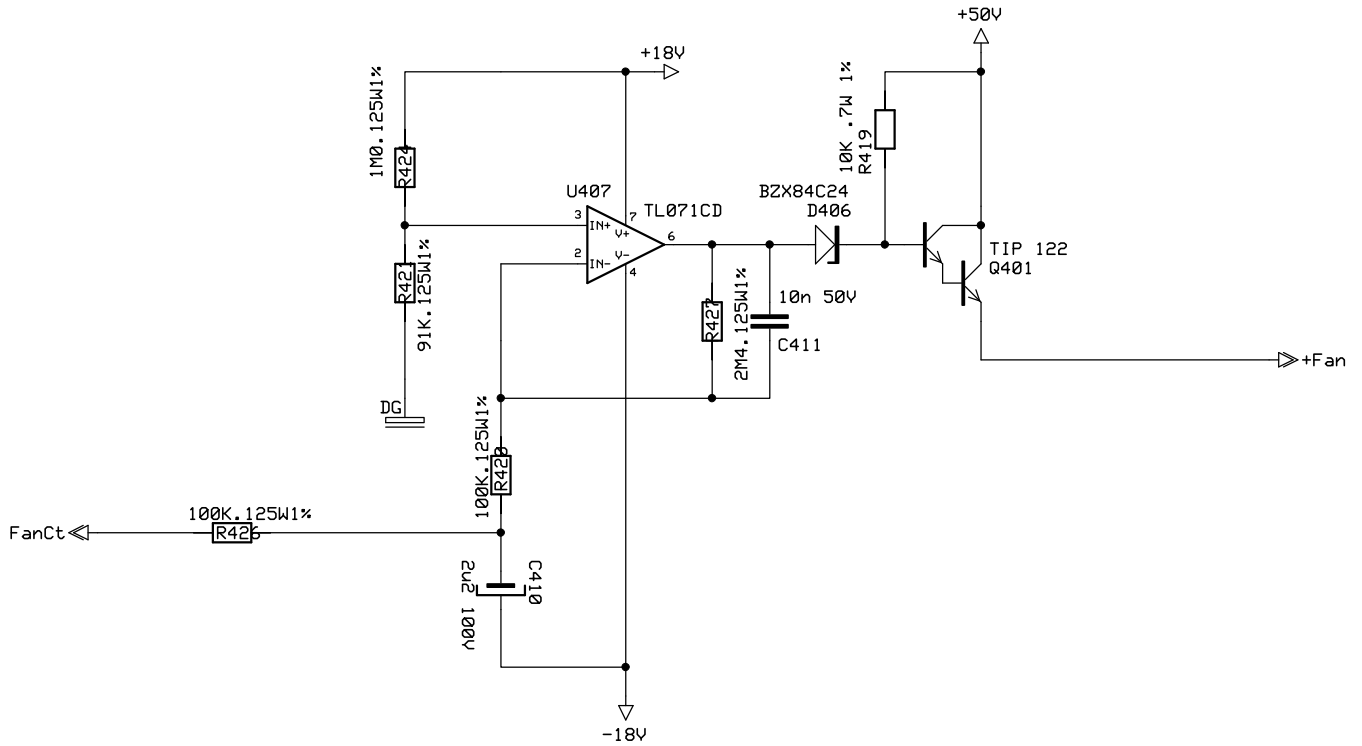 +50V
+18V
1M0.125W1%
R424
10K .7W 1%
R419
U407
TL071CD
BZX84C24
D406
3
IN+
V+
7
6
2
IN-
V-
4
TIP 122
Q401
R421
91K.125W1%
R427
2M4.125W1%
10n 50V
C411
+Fan
DG
100K.125W1%
R420
100K.125W1%
R426
FanCt
C410
2u2 100V
-18V